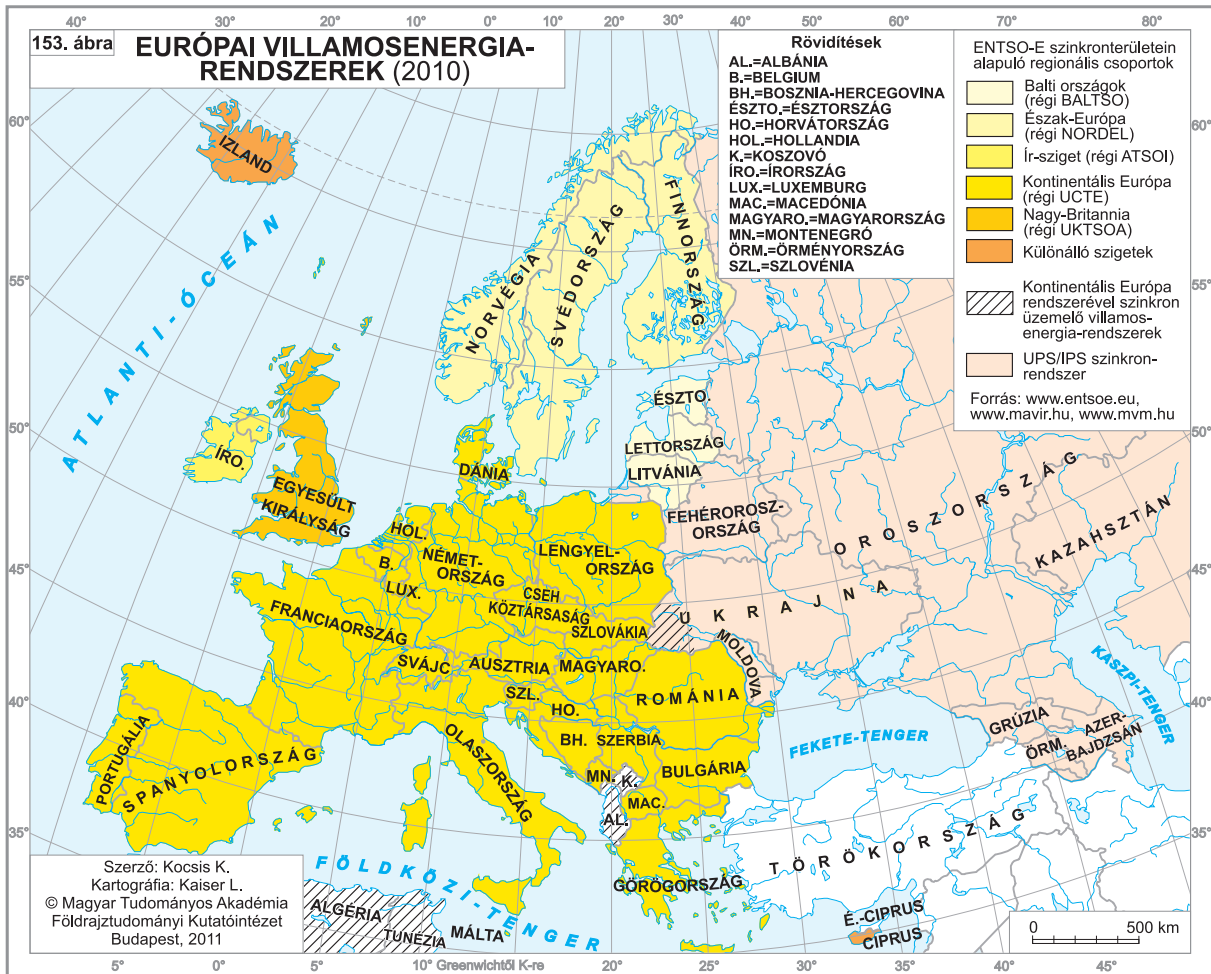 40° 30° 20° 10° 0° 10° 20° 30° 40° 50° 60° 70° 80°
153. ábra
EURÓPAI VILLAMOSENERGIA-
RENDSZEREK (2010)
Rövidítések
AL.=ALBÁNIA
B.=BELGIUM
BH.=BOSZNIA-HERCEGOVINA
ÉSZTO.=ÉSZTORSZÁG
HO.=HORVÁTORSZÁG
HOL.=HOLLANDIA
K.=KOSZOVÓ
ÍRO.=ÍRORSZÁG
LUX.=LUXEMBURG
MAC.=MACEDÓNIA
MAGYARO.=MAGYARORSZÁG
MN.=MONTENEGRÓ
ÖRM.=ÖRMÉNYORSZÁG
SZL.=SZLOVÉNIA
ENTSO-E szinkronterületein
alapuló regionális csoportok
Balti országok
(régi BALTSO)
Észak-Európa
(régi NORDEL)
Ír-sziget (régi ATSOI)
Kontinentális Európa
(régi UCTE)
Nagy-Britannia
(régi UKTSOA)
Különálló szigetek
Kontinentális Európa
rendszerével szinkron
üzemelő villamos-
energia-rendszerek
UPS/IPS szinkron-
rendszer
Forrás: www.entsoe.eu,
www.mavir.hu, www.mvm.hu
60°
55°
50°
45°
40°
35°
60°
55°
50°
45°
40°
35°
IZLAND
ATLANTI-ÓCEÁN
NORVÉGIA
SVÉDORSZÁG
FINNORSZÁG
ÉSZTO.
LETTORSZÁG
LITVÁNIA
FEHÉROROSZ-
ORSZÁG
OROSZORSZÁG
KAZAHSZTÁN
ÍRO.
EGYESÜLT
KIRÁLYSÁG
DÁNIA
HOL.
NÉMET-
ORSZÁG
LENGYEL-
ORSZÁG
B.
LUX.
CSEH
KÖZTÁRSASÁG
SZLOVÁKIA
UKRAJNA
MOLDOVA
FRANCIAORSZÁG
SVÁJC
AUSZTRIA
MAGYARO.
ROMÁNIA
SZL.
HO.
BH.
SZERBIA
BULGÁRIA
MN.
K.
MAC.
AL.
OLASZORSZÁG
PORTUGÁLIA
SPANYOLORSZÁG
GÖRÖGORSZÁG
FEKETE-TENGER
KASZPI-TENGER
GRÚZIA
ÖRM.
AZER-
BAJDZSÁN
TÖRÖKORSZÁG
É.-CIPRUS
CIPRUS
FÖLDKÖZI-TENGER
ALGÉRIA
TUNÉZIA
MÁLTA
Szerző: Kocsis K.
Kartográfia: Kaiser L.
© Magyar Tudományos Akadémia
Földrajztudományi Kutatóintézet
Budapest, 2011
0 500 km
5° 0° 5° 10° Greenwichtől K-re 15° 20° 25° 30° 35° 40° 45°